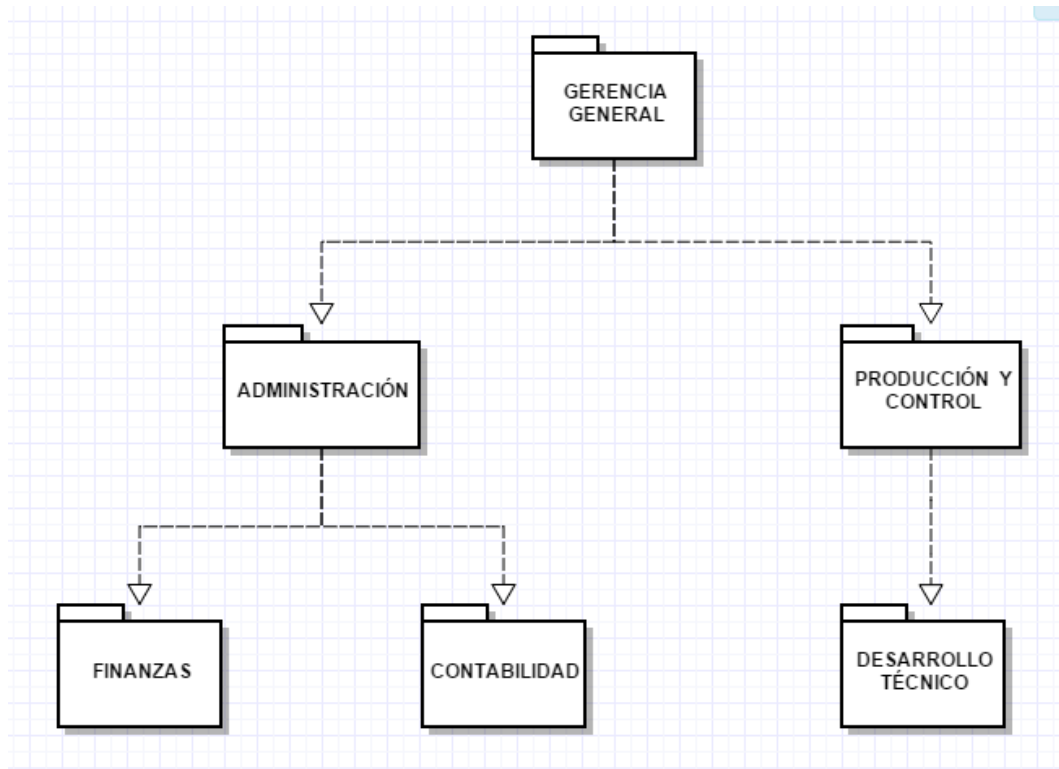 GERENCIA
GENERAL
ADMINISTRACIÓN
PRODUCCIÓN Y
CONTROL
FINANZAS
CONTABILIDAD
DESARROLLO
TÉCNICO